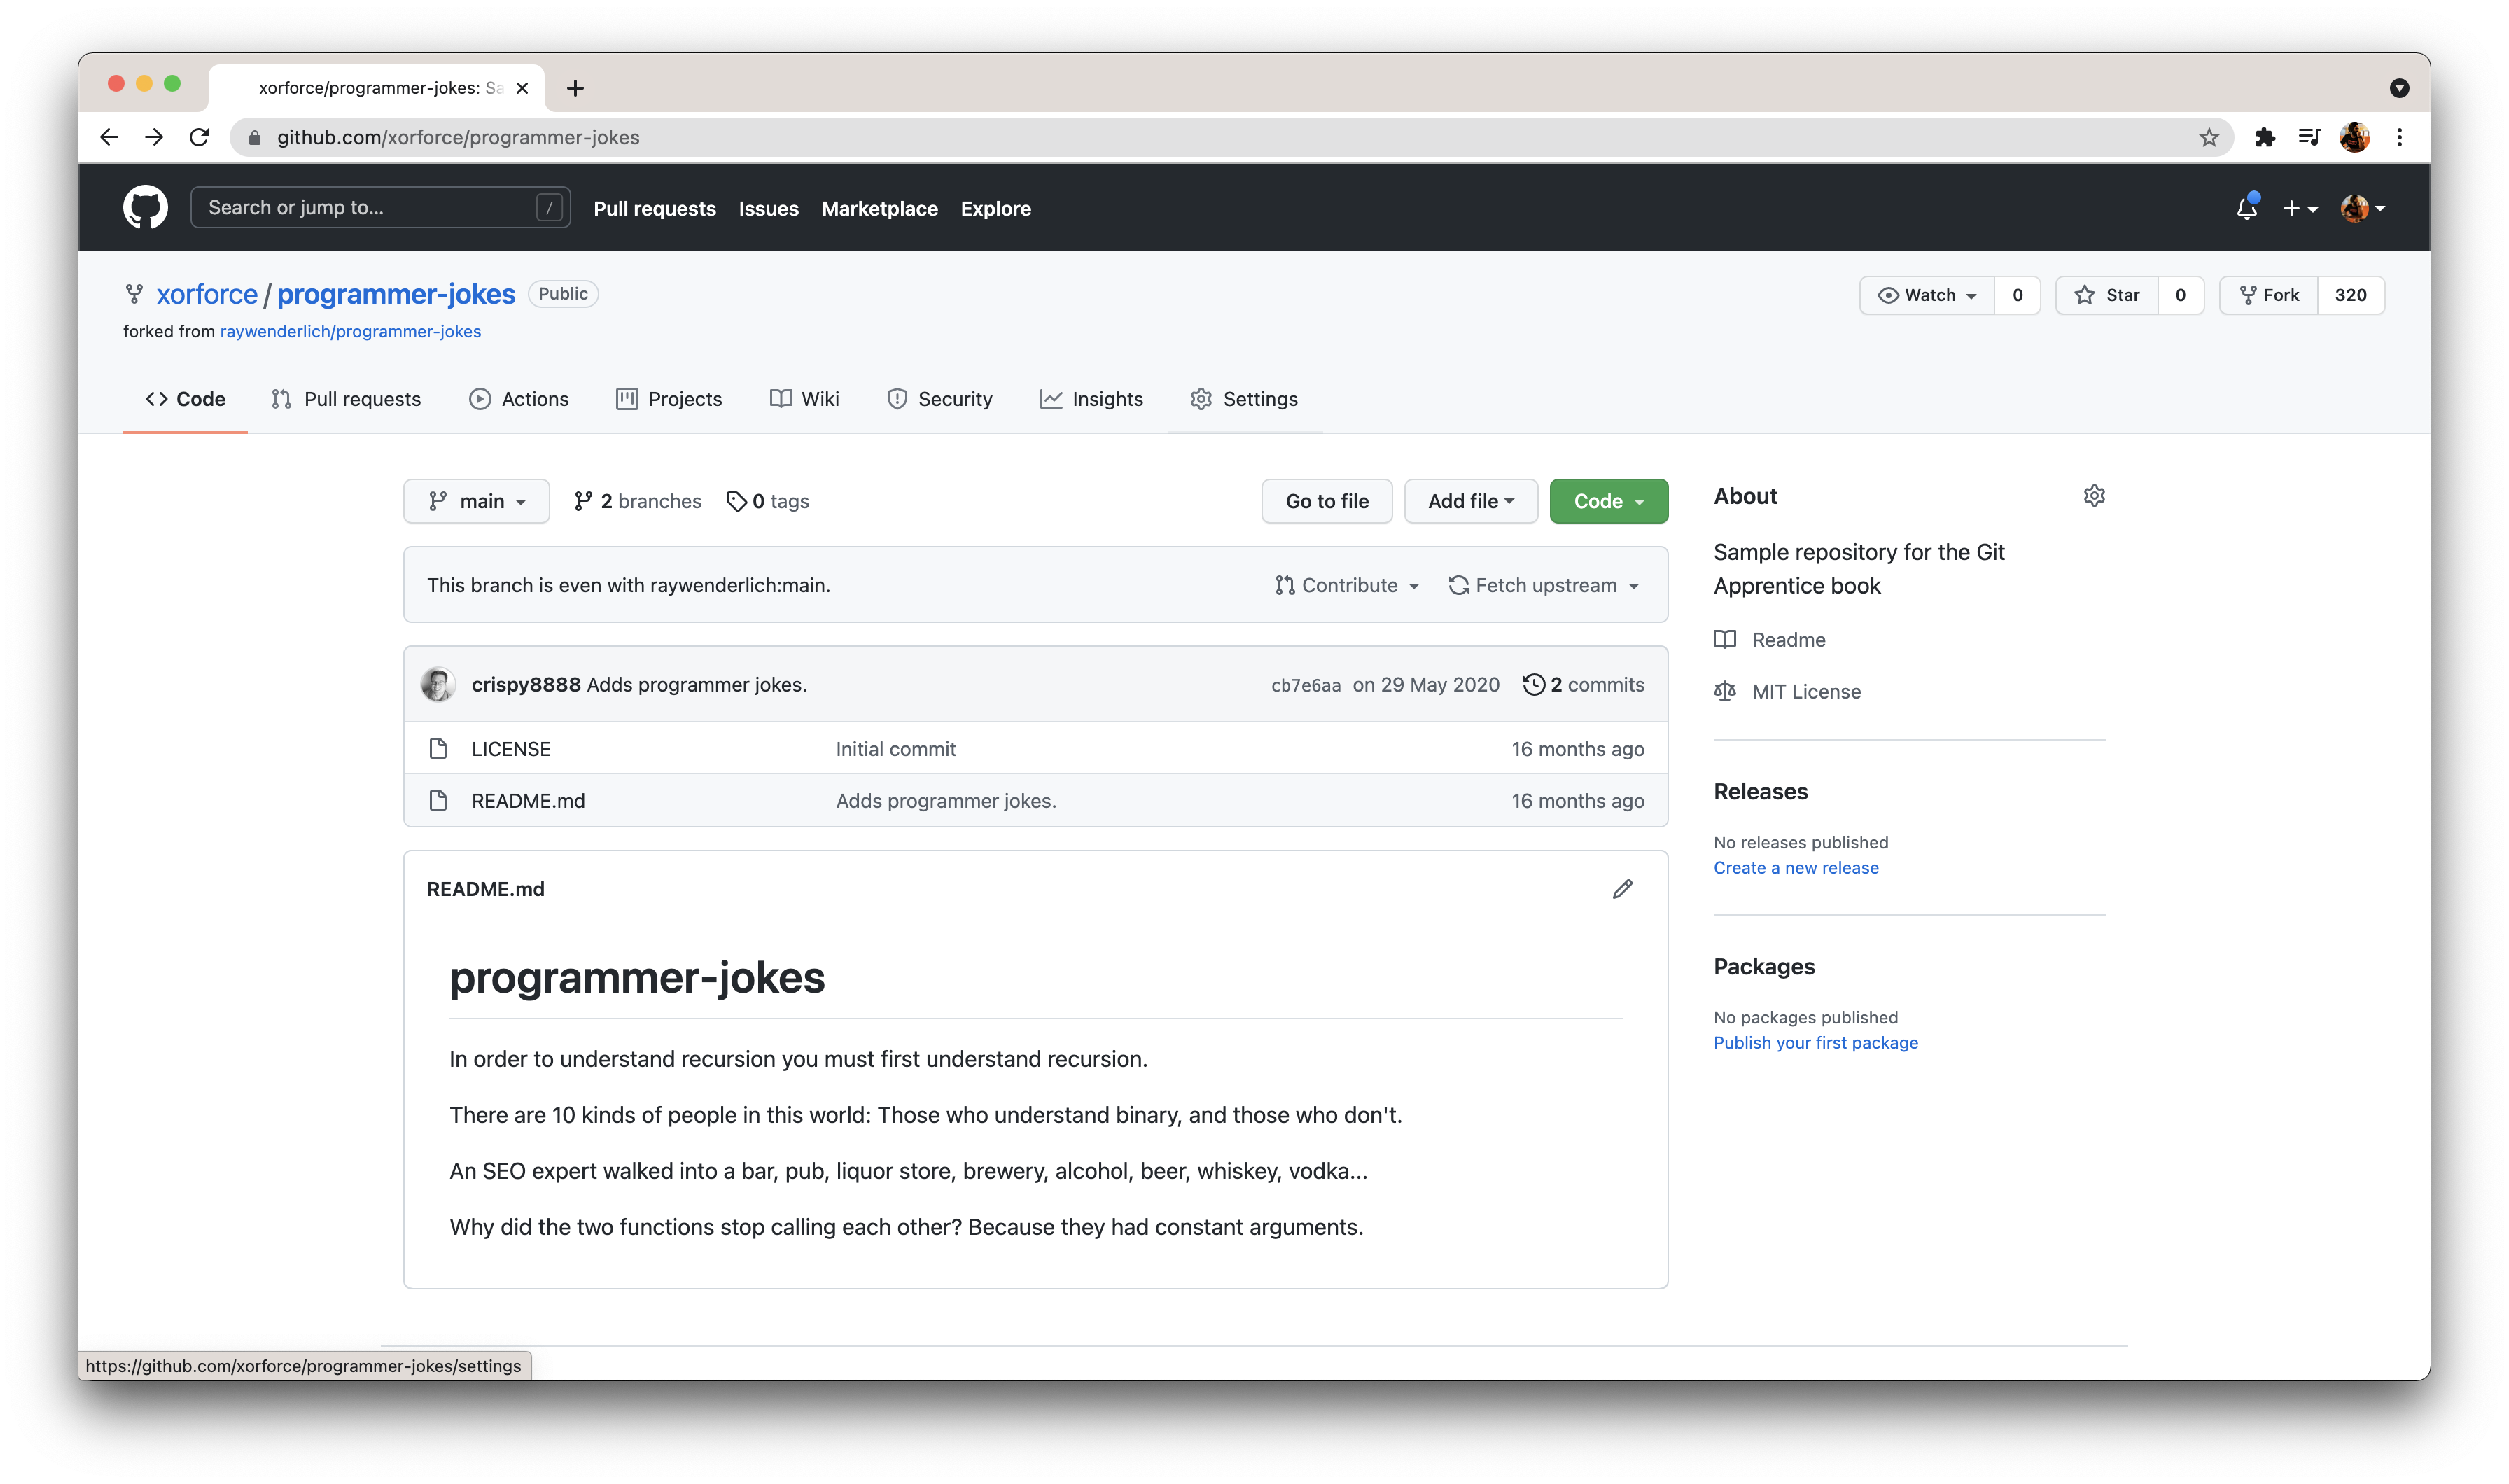 xorforce/programmer-jokes: Sa
github.com/xorforce/programmer-jokes
Search or jump to... / Pull requests Issues Marketplace Explore
xorforce / programmer-jokes Public Watch 0 Star 0 Fork 320
forked from raywenderlich/programmer-jokes
Code Pull requests Actions Projects Wiki Security Insights Settings
main 2 branches 0 tags Go to file Add file Code
This branch is even with raywenderlich:main. Contribute Fetch upstream
crispy8888 Adds programmer jokes. cb7e6aa on 29 May 2020 2 commits
LICENSE Initial commit 16 months ago
README.md Adds programmer jokes. 16 months ago
README.md
programmer-jokes
In order to understand recursion you must first understand recursion.
There are 10 kinds of people in this world: Those who understand binary, and those who don't.
An SEO expert walked into a bar, pub, liquor store, brewery, alcohol, beer, whiskey, vodka...
Why did the two functions stop calling each other? Because they had constant arguments.
About
Sample repository for the Git
Apprentice book
Readme
MIT License
Releases
No releases published
Create a new release
Packages
No packages published
Publish your first package
https://github.com/xorforce/programmer-jokes/settings